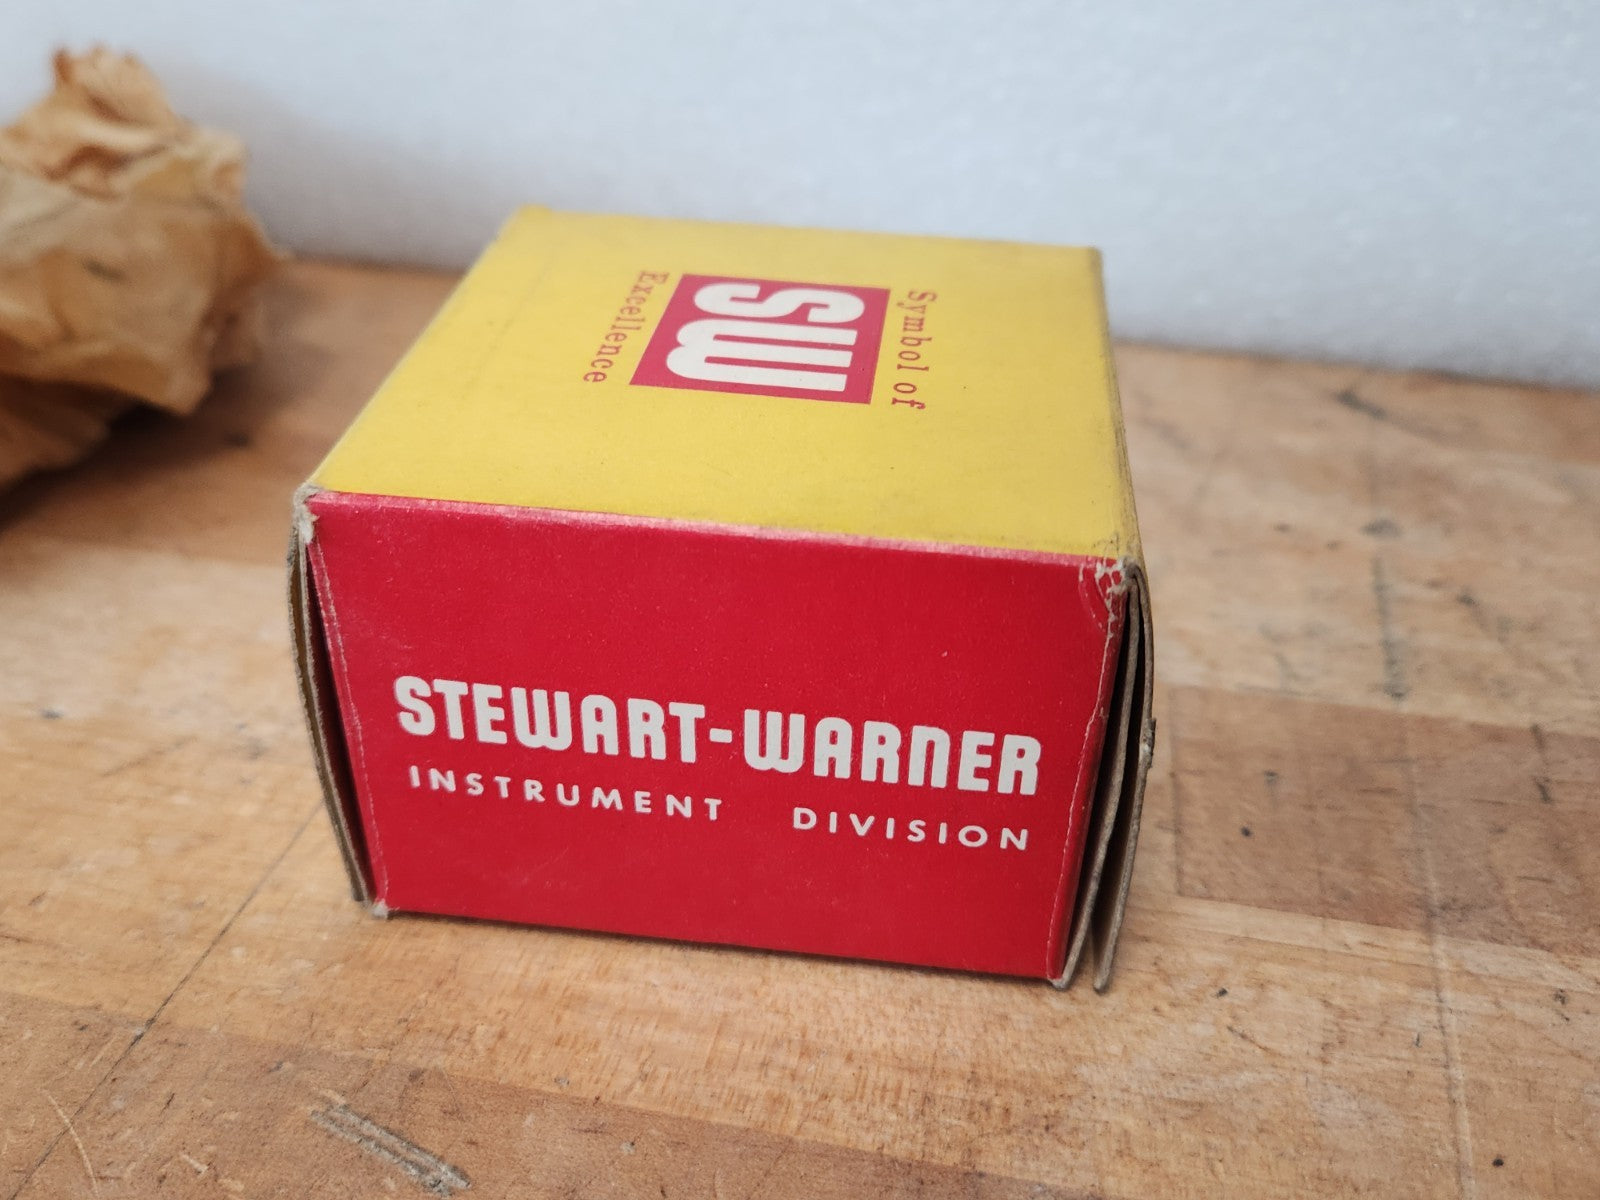 Symbol of
SW
Excellence
STEWART-WARNER
INSTRUMENT DIVISION